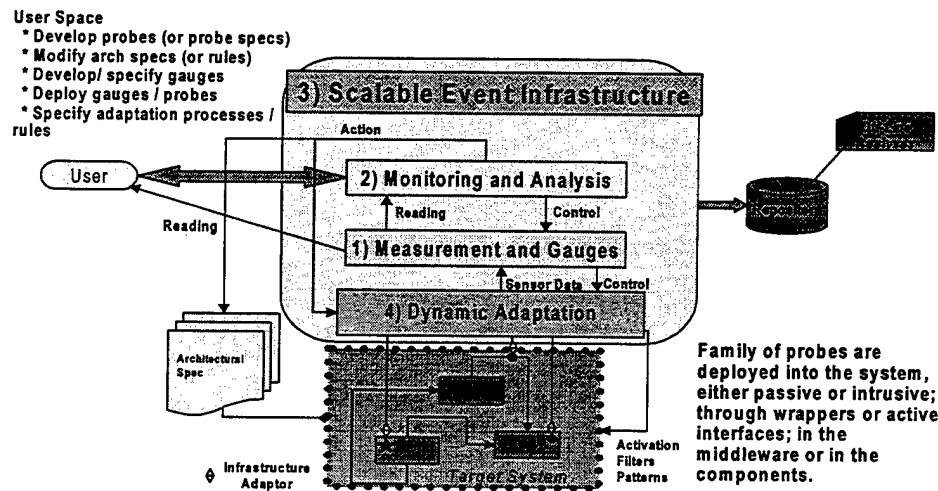 User Space
* Develop probes (or probe specs)
* Modify arch specs (or rules)
* Develop/ specify gauges
* Deploy gauges / probes
* Specify adaptation processes /
rules
3) Scalable Event Infrastructure
Action
User
2) Monitoring and Analysis
Reading
Control
Reading
1) Measurement and Gauges
Sensor Data
Control
4) Dynamic Adaptation
Architectural
Spec
Family of probes are
deployed into the system,
either passive or intrusive;
through wrappers or active
interfaces; in the
middleware or in the
components.
Activation
Filters
Patterns
Infrastructure
Adaptor
Target System